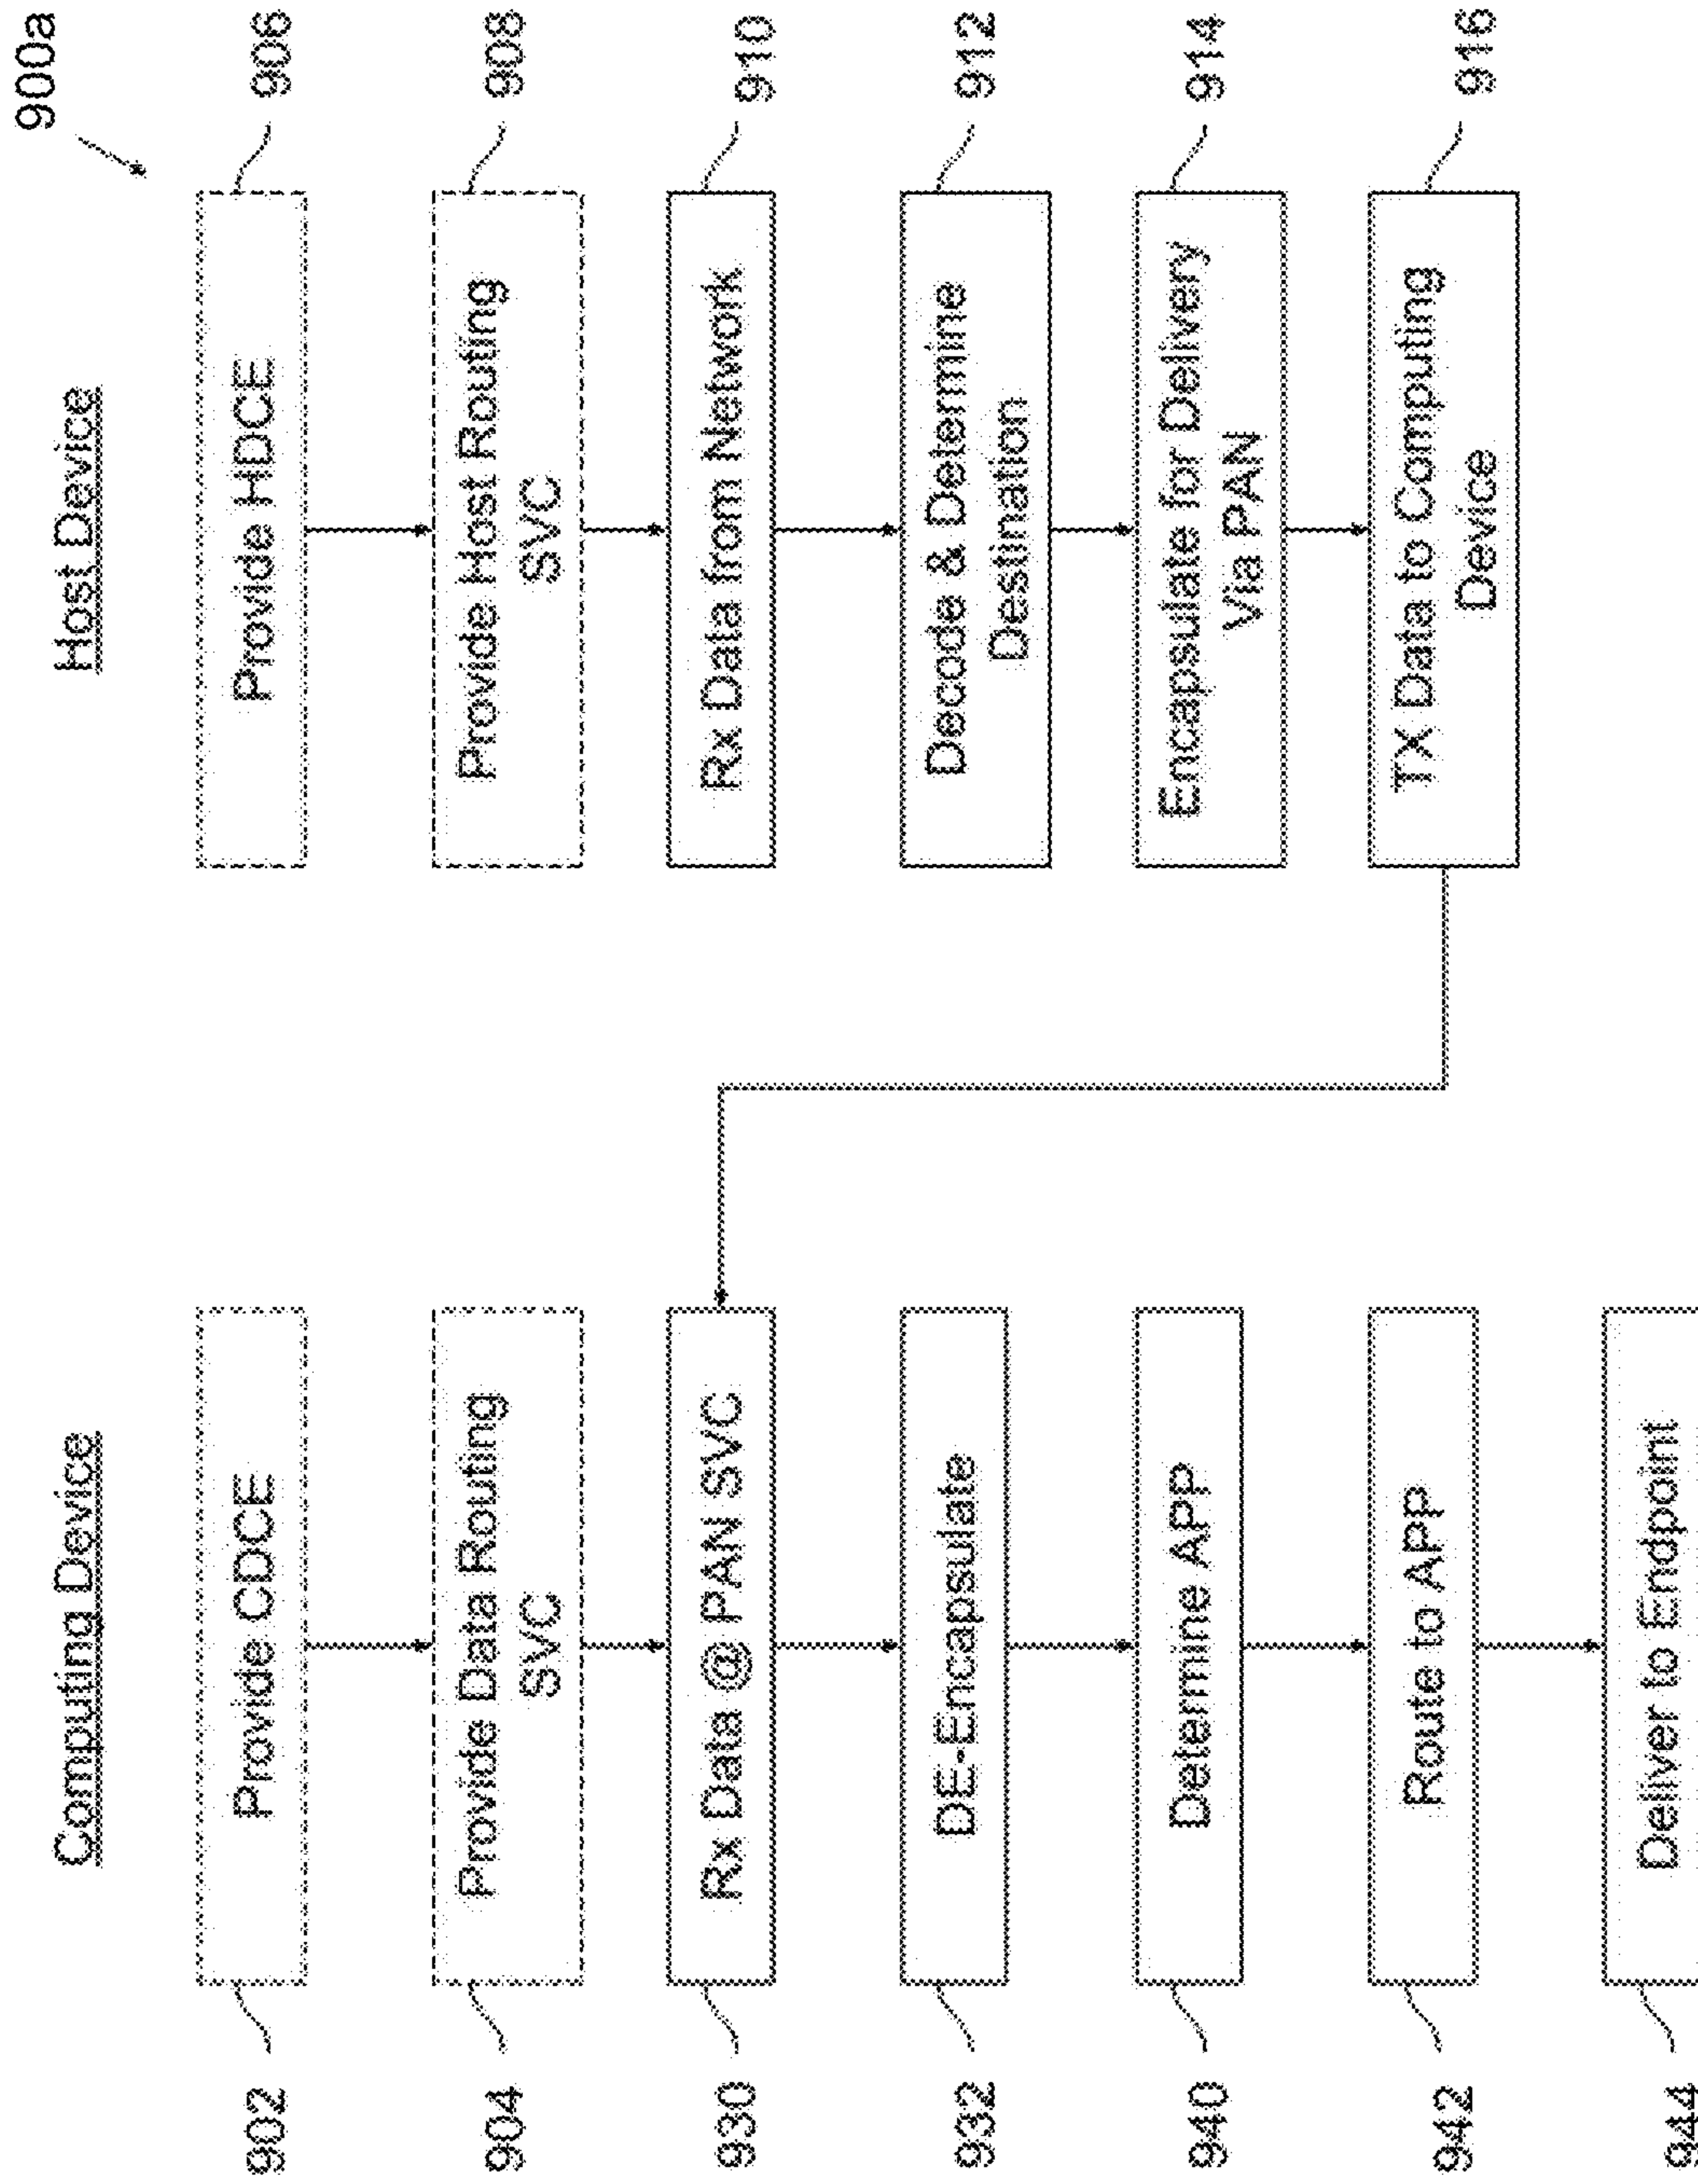 900a
Computing Device
902
Provide CDCE
904
Provide Data Routing
SVC
930
Rx Data @ PAN SVC
932
DE-Encapsulate
940
Determine APP
942
Route to APP
944
Deliver to Endpoint
Host Device
Provide HDCE
906
Provide Host Routing
SVC
908
Rx Data from Network
910
Decode & Determine
Destination
912
Encapsulate for Delivery
Via PAN
914
TX Data to Computing
Device
916